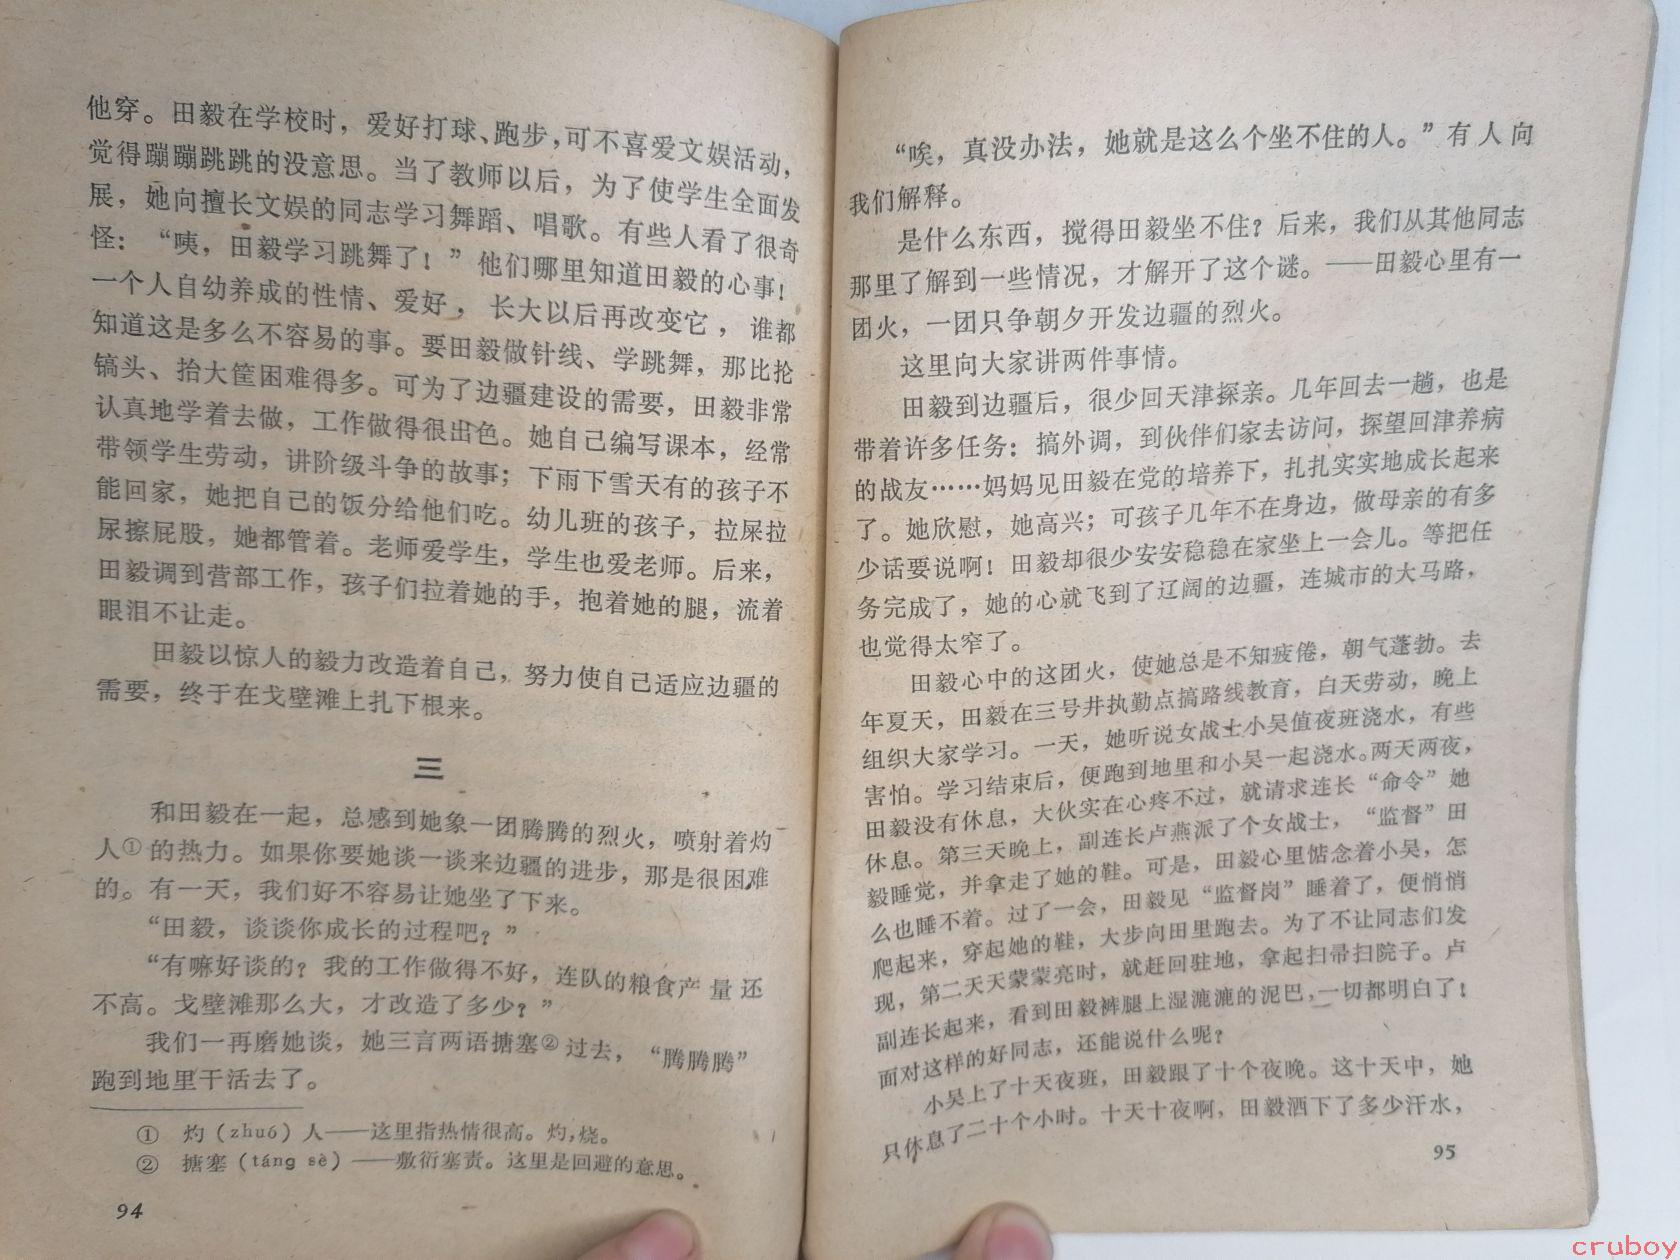 他穿。田毅在学校时，爱好打球、跑步，可不喜爱文娱活动，
觉得蹦蹦跳跳的没意思。当了教师以后，为了使学生全面发
展，她向擅长文娱的同志学习舞蹈、唱歌。有些人看了很奇
怪：“咦，田毅学习跳舞了！”他们哪里知道田毅的心事！
一个人自幼养成的性情、爱好，长大以后再改变它，谁都
知道这是多么不容易的事。要田毅做针线、学跳舞，那比抡
镐头、抬大筐困难得多。可为了边疆建设的需要，田毅非常
认真地学着去做，工作做得很出色。她自己编写课本，经常
带领学生劳动，讲阶级斗争的故事；下雨下雪天有的孩子不
能回家，她把自己的饭分给他们吃。幼儿班的孩子，拉屎拉
尿擦屁股，她都管着。老师爱学生，学生也爱老师。后来，
田毅调到营部工作，孩子们拉着她的手，抱着她的腿，流着
眼泪不让走。
田毅以惊人的毅力改造着自己，努力使自己适应边疆的
需要，终于在戈壁滩上扎下根来。
三
和田毅在一起，总感到她象一团腾腾的烈火，喷射着灼
人①的热力。如果你要她谈一谈来边疆的进步，那是很困难
的。有一天，我们好不容易让她坐了下来。
“田毅，谈谈你成长的过程吧？”
“有嘛好谈的？我的工作做得不好，连队的粮食产量还
不高。戈壁滩那么大，才改造了多少？”
我们一再磨她谈，她三言两语搪塞②过去，“腾腾腾”
跑到地里干活去了。
① 灼（zhuó）人——这里指热情很高。灼，烧。
② 搪塞（táng sè）——敷衍塞责。这里是回避的意思。
94
“唉，真没办法，她就是这么个坐不住的人。”有人向
我们解释。
是什么东西，搅得田毅坐不住？后来，我们从其他同志
那里了解到一些情况，才解开了这个谜。——田毅心里有一
团火，一团只争朝夕开发边疆的烈火。
这里向大家讲两件事情。
田毅到边疆后，很少回天津探亲。几年回去一趟，也是
带着许多任务：搞外调，到伙伴们家去访问，探望回津养病
的战友……妈妈见田毅在党的培养下，扎扎实实地成长起来
了。她欣慰，她高兴；可孩子几年不在身边，做母亲的有多
少话要说啊！田毅却很少安安稳稳在家坐上一会儿。等把任
务完成了，她的心就飞到了辽阔的边疆，连城市的大马路，
也觉得太窄了。
田毅心中的这团火，使她总是不知疲倦，朝气蓬勃。去
年夏天，田毅在三号井执勤点搞路线教育，白天劳动，晚上
组织大家学习。一天，她听说女战士小吴值夜班浇水，有些
害怕。学习结束后，便跑到地里和小吴一起浇水。两天两夜，
田毅没有休息，大伙实在心疼不过，就请求连长“命令”她
休息。第三天晚上，副连长卢燕派了个女战士，“监督”田
毅睡觉，并拿走了她的鞋。可是，田毅心里惦念着小吴，怎
么也睡不着。过了一会，田毅见“监督岗”睡着了，便悄悄
爬起来，穿起她的鞋，大步向田里跑去。为了不让同志们发
现，第二天天蒙蒙亮时，就赶回驻地，拿起扫帚扫院子。卢
副连长起来，看到田毅裤腿上湿漉漉的泥巴，一切都明白了！
面对这样的好同志，还能说什么呢？
小吴上了十天夜班，田毅跟了十个夜晚。这十天中，她
只休息了二十个小时。十天十夜啊，田毅洒下了多少汗水，
95
cruboy